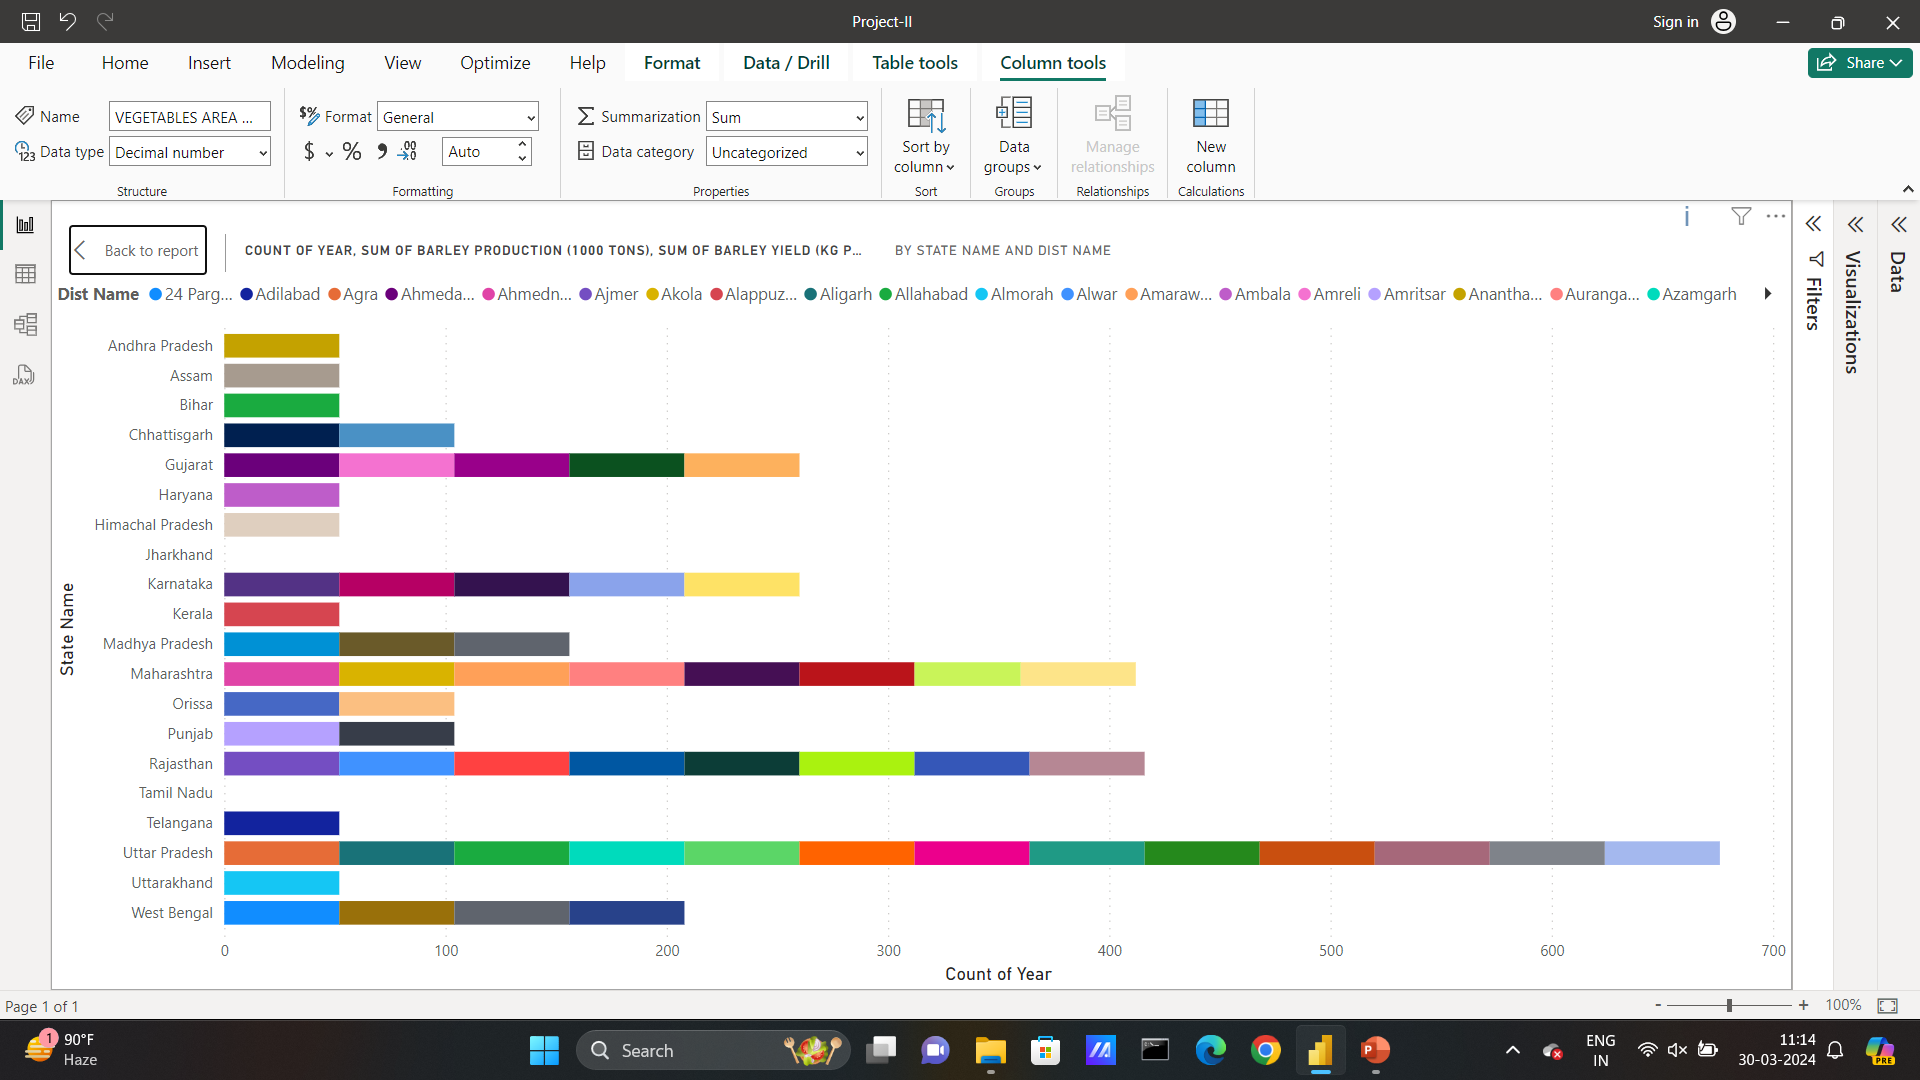 Project-II
Sign in
File Home Insert Modeling View Optimize Help Format Data / Drill Table tools Column tools
Share
Name VEGETABLES AREA ...
Data type Decimal number
Structure
Format General
$ % Auto
Formatting
Summarization Sum
Data category Uncategorized
Properties
Sort by
column
Sort
Data
groups
Groups
Manage
relationships
Relationships
New
column
Calculations
Back to report
COUNT OF YEAR, SUM OF BARLEY PRODUCTION (1000 TONS), SUM OF BARLEY YIELD (KG P... BY STATE NAME AND DIST NAME
Dist Name 24 Parg... Adilabad Agra Ahmeda... Ahmedn... Ajmer Akola Alappuz... Aligarh Allahabad Almorah Alwar Amaraw... Ambala Amreli Amritsar Anantha... Auranga... Azamgarh
Filters
Visualizations
Data
State Name
Andhra Pradesh
Assam
Bihar
Chhattisgarh
Gujarat
Haryana
Himachal Pradesh
Jharkhand
Karnataka
Kerala
Madhya Pradesh
Maharashtra
Orissa
Punjab
Rajasthan
Tamil Nadu
Telangana
Uttar Pradesh
Uttarakhand
West Bengal
0 100 200 300 400 500 600 700
Count of Year
Page 1 of 1
- + 100%
1
90°F
Haze
Search
ENG
IN
11:14
30-03-2024
PRE